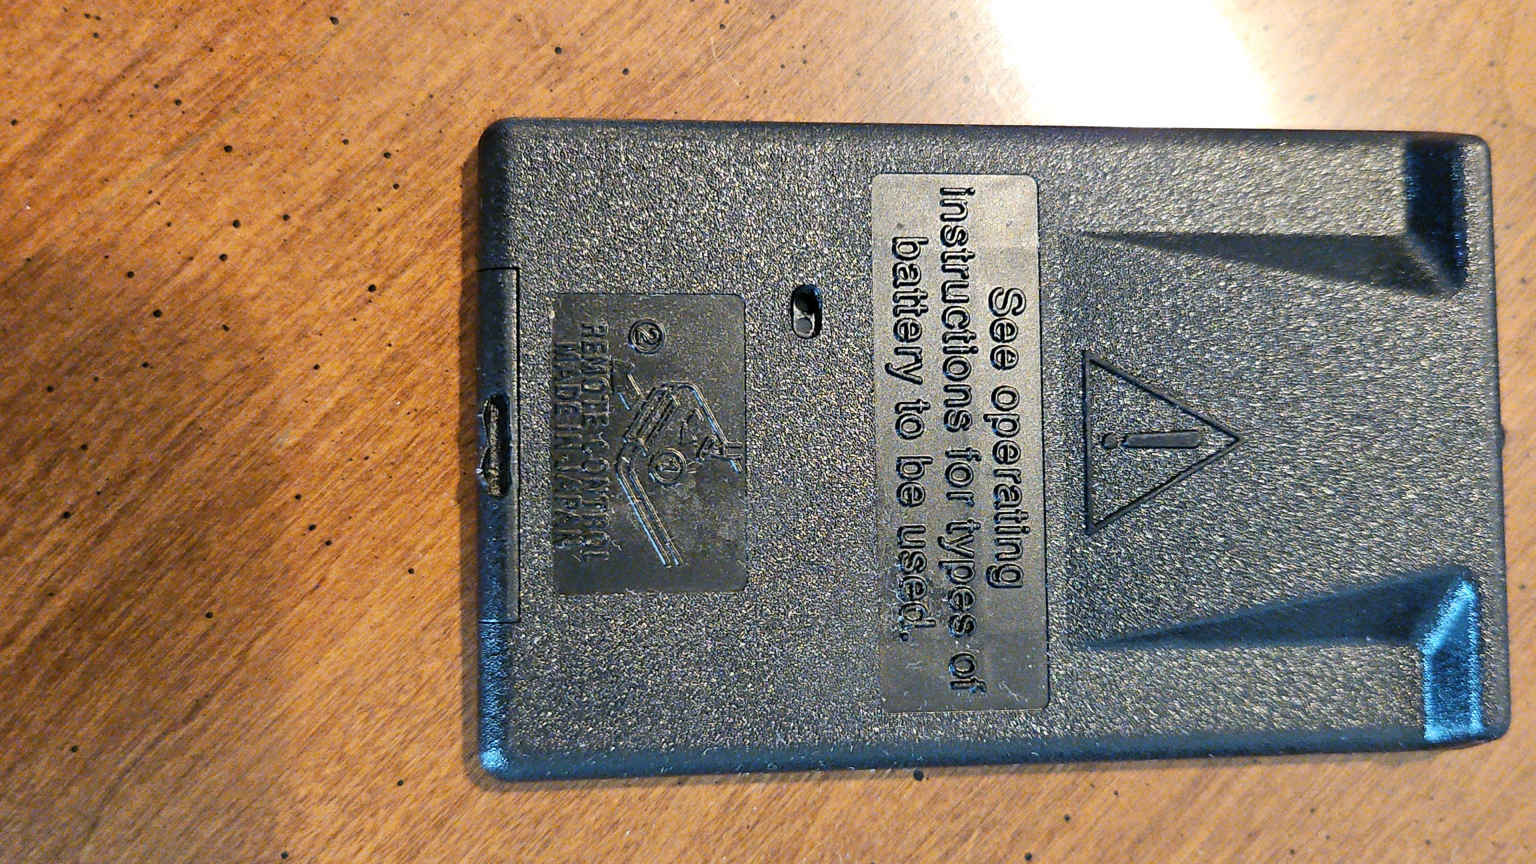 !
See operating
instructions for types of
battery to be used.
1
2
REMOTE CONTROL
MADE IN JAPAN